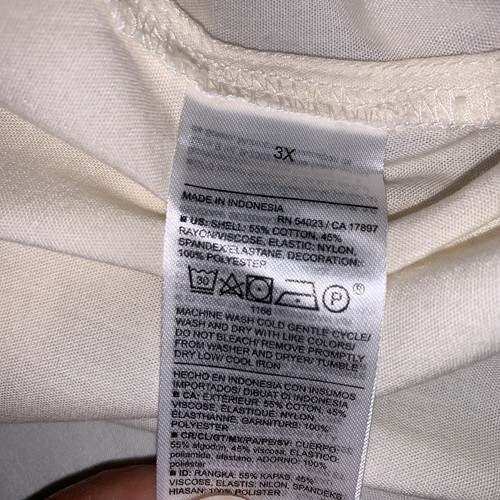 3X
MADE IN INDONESIA
RN 54023 / CA 17897
■ US: SHELL: 55% COTTON, 45%
RAYON/VISCOSE, ELASTIC: NYLON,
SPANDEX/ELASTANE, DECORATION:
100% POLYESTER
30 P ®
1166
MACHINE WASH COLD GENTLE CYCLE/
WASH AND DRY WITH LIKE COLORS/
DO NOT BLEACH/ REMOVE PROMPTLY
FROM WASHER AND DRYER/ TUMBLE
DRY LOW/ COOL IRON
HECHO EN INDONESIA CON INSUMOS
IMPORTADOS/ DIBUAT DI INDONESIA
■ CA: EXTÉRIEUR: 55% COTON, 45%
VISCOSE, ÉLASTIQUE: NYLON,
ÉLASTHANNE, GARNITURE: 100%
POLYESTER
■ CR/CL/GT/MX/PA/PE/SV: CUERPO:
55% algodón, 45% viscosa, ELASTICO:
poliamida, elastano, ADORNO: 100%
poliester
■ ID: RANGKA: 55% KAPAS, 45%
VISKOSA, ELASTIS: NILON, SPANDEKS
HIASAN: 100% POLISTER